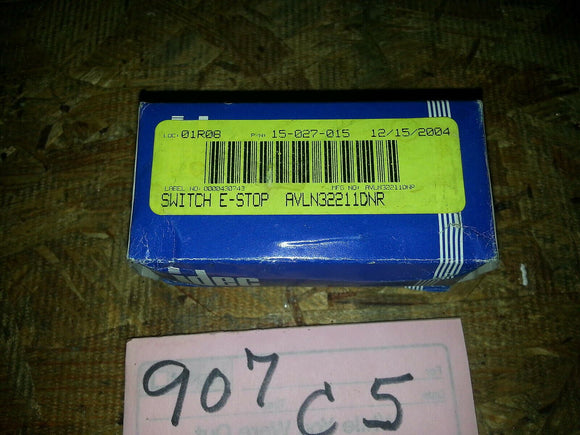 LOC: 01R08 P/N: 15-027-015 12/15/2004
LABEL NO: 0000430743 MFG NO: AVLN32211DNR
SWITCH E-STOP AVLN32211DNR
idec
907 C5